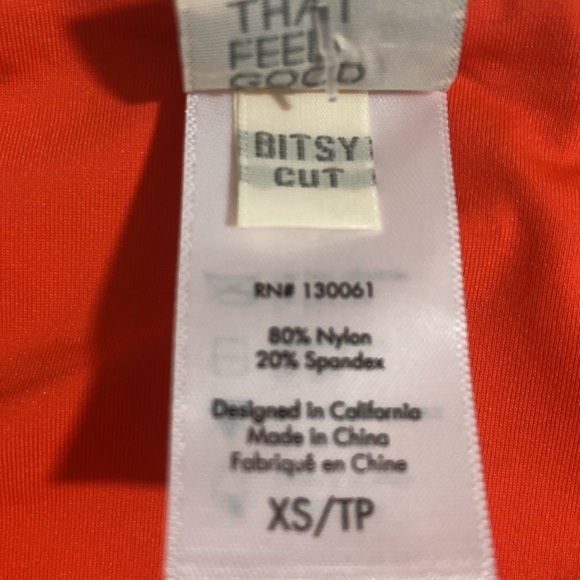 THAT
FEEL
GOOD
BITSY
CUT
RN# 130061
80% Nylon
20% Spandex
Designed in California
Made in China
Fabriqué en Chine
XS/TP